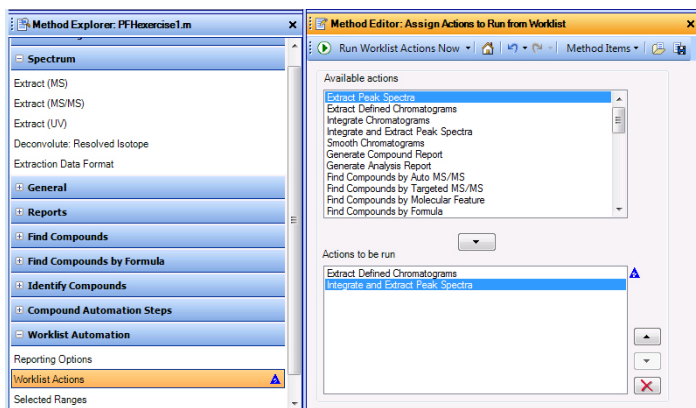 Method Explorer: PFHexercise1.m
Spectrum
Extract (MS)
Extract (MS/MS)
Extract (UV)
Deconvolute: Resolved Isotope
Extraction Data Format
General
Reports
Find Compounds
Find Compounds by Formula
Identify Compounds
Compound Automation Steps
Worklist Automation
Reporting Options
Worklist Actions
Selected Ranges
Method Editor: Assign Actions to Run from Worklist
Run Worklist Actions Now
Method Items
Available actions
Extract Peak Spectra
Extract Defined Chromatograms
Integrate Chromatograms
Integrate and Extract Peak Spectra
Smooth Chromatograms
Generate Compound Report
Generate Analysis Report
Find Compounds by Auto MS/MS
Find Compounds by Targeted MS/MS
Find Compounds by Molecular Feature
Find Compounds by Formula
Actions to be run
Extract Defined Chromatograms
Integrate and Extract Peak Spectra